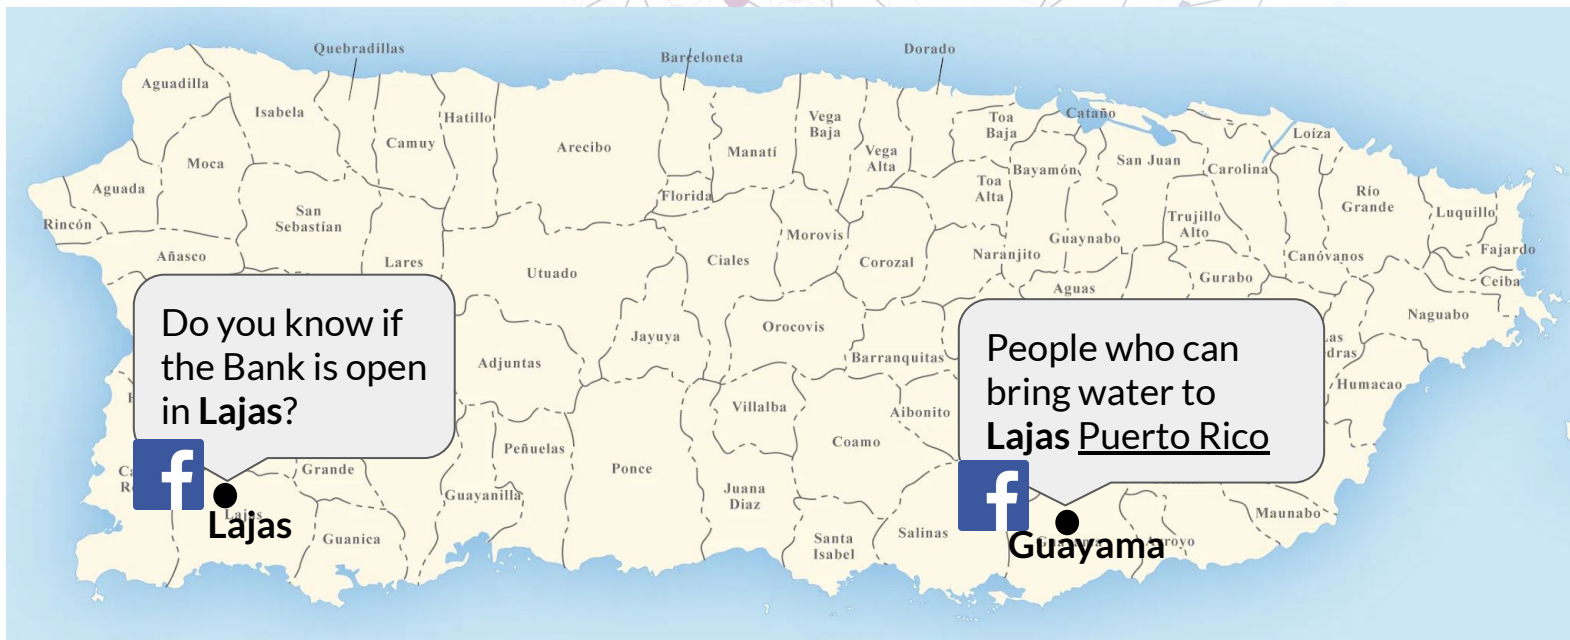 Quebradillas
Barceloneta
Dorado
Aguadilla
Isabela
Hatillo
Camuy
Arecibo
Moca
Aguada
Rincón
San
Sebastián
Añasco
Lares
Utuado
Florida
Manatí
Vega
Baja
Vega
Alta
Toa
Baja
Cataño
Toa
Alta
Bayamón
San Juan
Carolina
Loíza
Río
Grande
Luquillo
Fajardo
Ceiba
Trujillo
Alto
Guaynabo
Canóvanos
Ciales
Morovis
Corozal
Naranjito
Aguas
Gurabo
Naguabo
Do you know if
the Bank is open
in Lajas?
Adjuntas
Jayuya
Orocovis
Barranquitas
People who can
bring water to
Lajas Puerto Rico
Humacao
Villalba
Aibonito
Coamo
Peñuelas
Ponce
Grande
Guayanilla
Juana
Diaz
Salinas
Santa
Isabel
Maunabo
Lajas
Guanica
Guayama
f
f